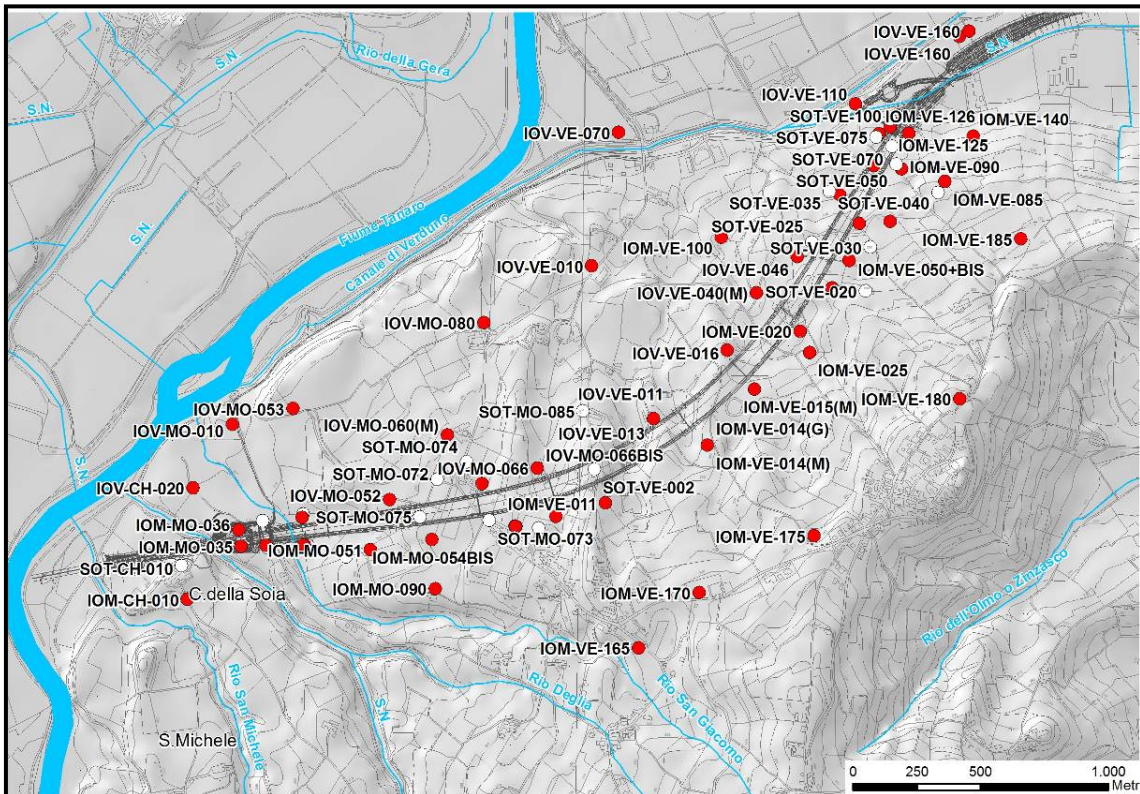 IOV-VE-160
Rio della Gera
S.N.
S.N.
IOV-VE-160
S.N.
IOV-VE-110
S.N.
SOT-VE-100
IOM-VE-126
IOM-VE-140
IOV-VE-070
SOT-VE-075
IOM-VE-125
SOT-VE-070
IOM-VE-090
SOT-VE-050
IOM-VE-085
SOT-VE-035
SOT-VE-040
Fiume Tanaro
SOT-VE-025
IOM-VE-185
IOM-VE-100
SOT-VE-030
Canale di Verduno
IOV-VE-010
IOV-VE-046
IOM-VE-050+BIS
IOV-VE-040(M)
SOT-VE-020
IOV-MO-080
IOM-VE-020
IOV-VE-016
IOM-VE-025
IOV-MO-053
IOV-VE-011
IOM-VE-180
IOV-MO-010
SOT-MO-085
IOM-VE-015(M)
IOV-MO-060(M)
IOV-VE-013
IOM-VE-014(G)
SOT-MO-074
IOV-MO-066BIS
IOM-VE-014(M)
S.N.
SOT-MO-072
IOV-MO-066
IOV-CH-020
IOV-MO-052
IOM-VE-011
SOT-VE-002
SOT-MO-075
IOM-MO-036
SOT-MO-073
IOM-VE-175
IOM-MO-035
IOM-MO-051
IOM-MO-054BIS
SOT-CH-010
Rio dell'Olmo o Zinzasco
IOM-MO-090
IOM-VE-170
IOM-CH-010
C.della Soia
IOM-VE-165
Rio San Michele
S.N
Rio Deglia
Rio San Giacomo
S.Michele
0 250 500 1.000
Metri